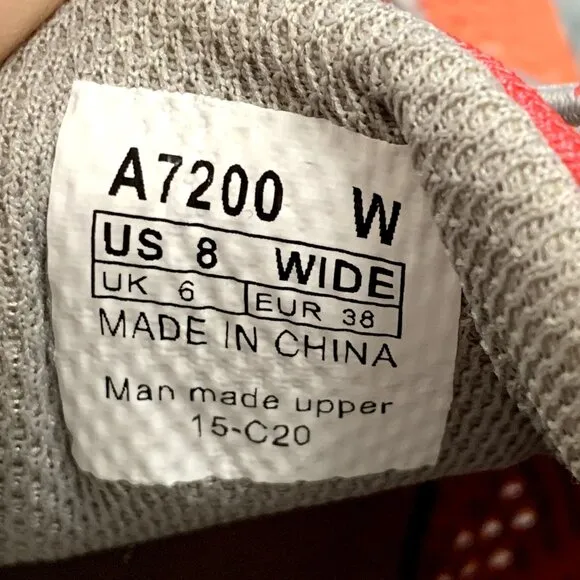 A7200 W
US 8 WIDE
UK 6 EUR 38
MADE IN CHINA
Man made upper
15-C20